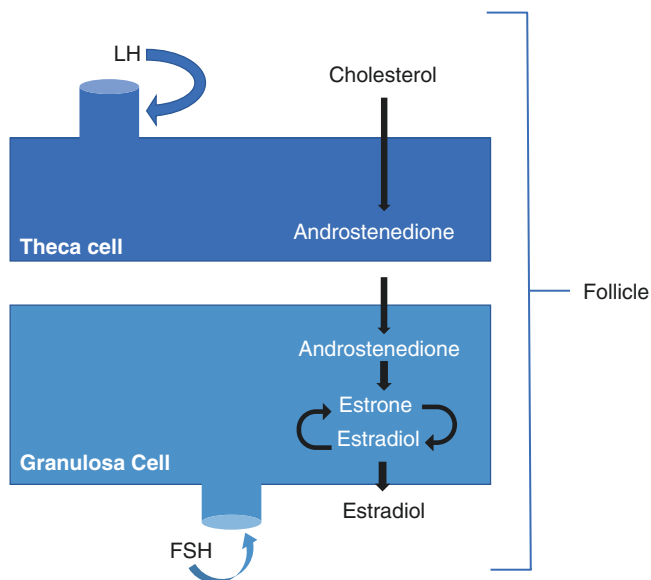 LH
Cholesterol
Androstenedione
Theca cell
Follicle
Androstenedione
Estrone
Estradiol
Granulosa Cell
Estradiol
FSH